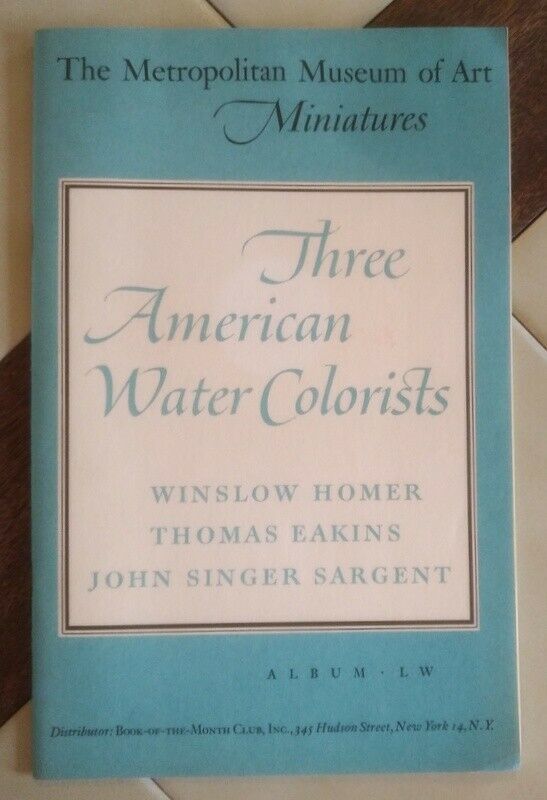 The Metropolitan Museum of Art
Miniatures
Three
American
Water Colorists
WINSLOW HOMER
THOMAS EAKINS
JOHN SINGER SARGENT
ALBUM · LW
Distributor: BOOK-OF-THE-MONTH CLUB, INC., 345 Hudson Street, New York 14, N.Y.